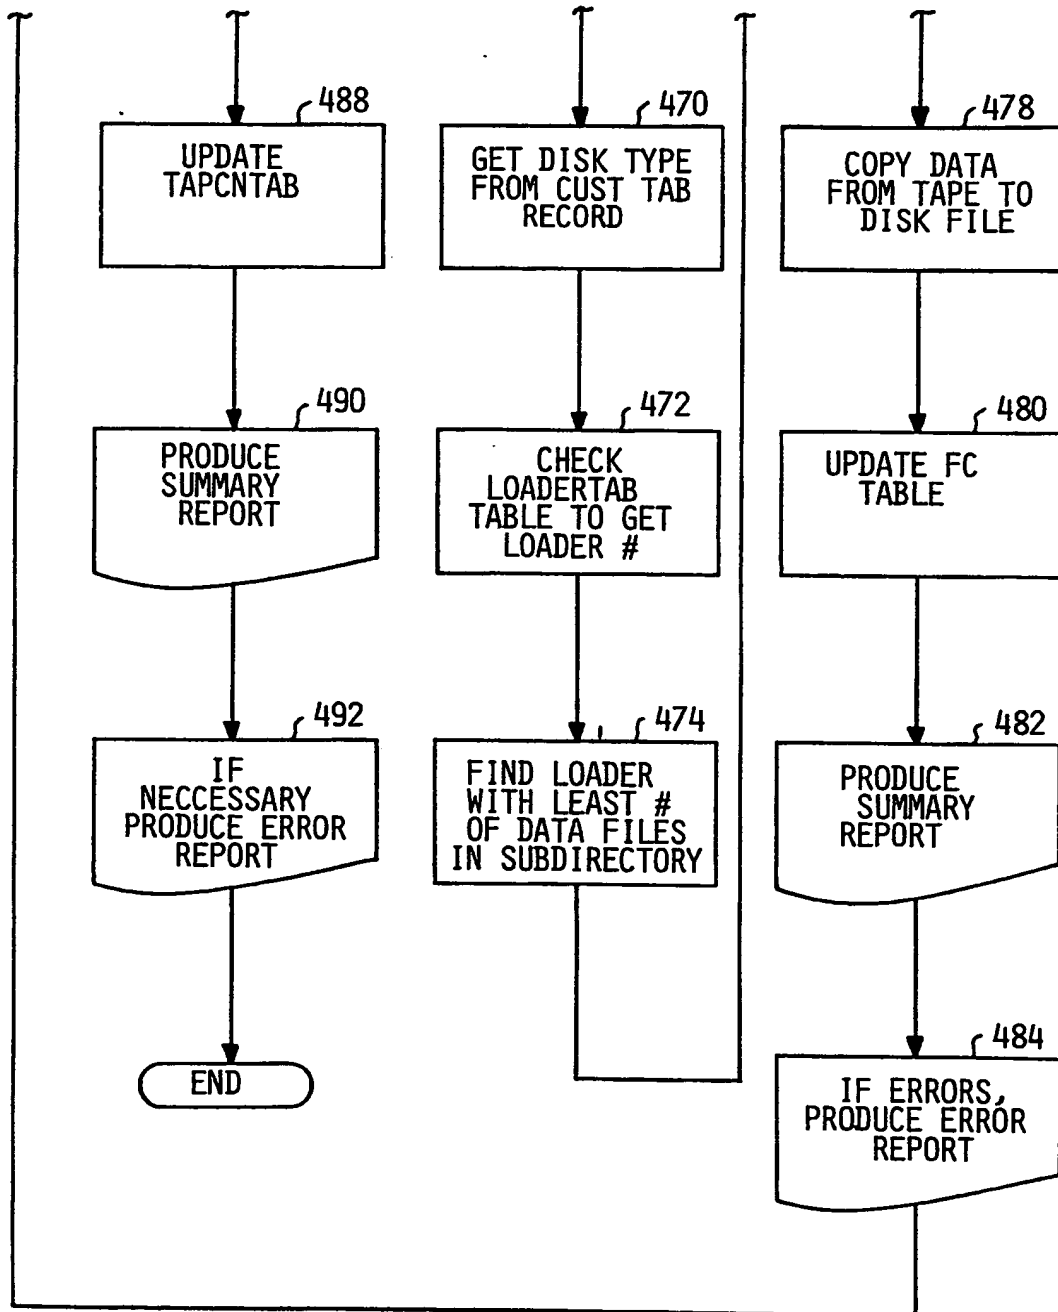 488
UPDATE
TAPCNTAB
490
PRODUCE
SUMMARY
REPORT
492
IF
NECCESSARY
PRODUCE ERROR
REPORT
END
470
GET DISK TYPE
FROM CUST TAB
RECORD
472
CHECK
LOADERTAB
TABLE TO GET
LOADER #
474
FIND LOADER
WITH LEAST #
OF DATA FILES
IN SUBDIRECTORY
478
COPY DATA
FROM TAPE TO
DISK FILE
480
UPDATE FC
TABLE
482
PRODUCE
SUMMARY
REPORT
484
IF ERRORS,
PRODUCE ERROR
REPORT